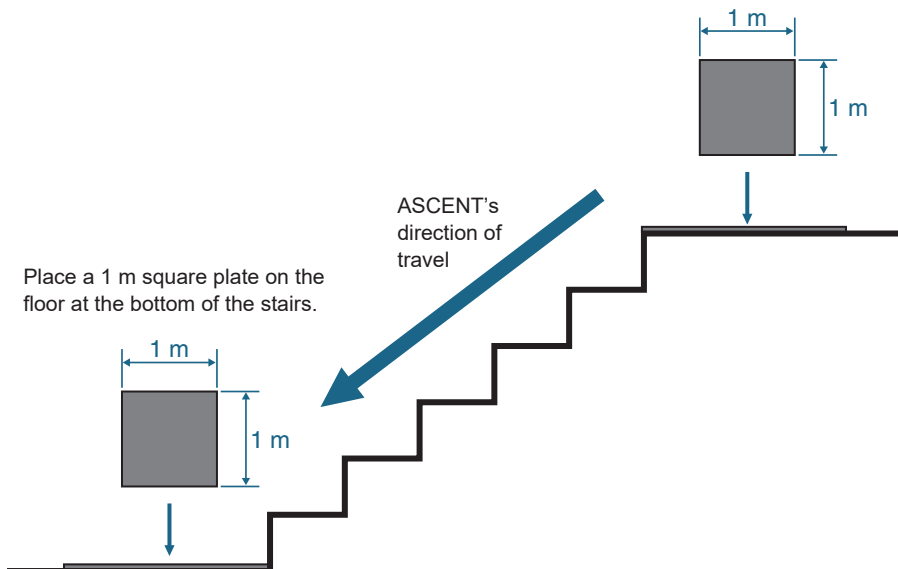 1 m
1 m
ASCENT’s
direction of
travel
Place a 1 m square plate on the
floor at the bottom of the stairs.
1 m
1 m